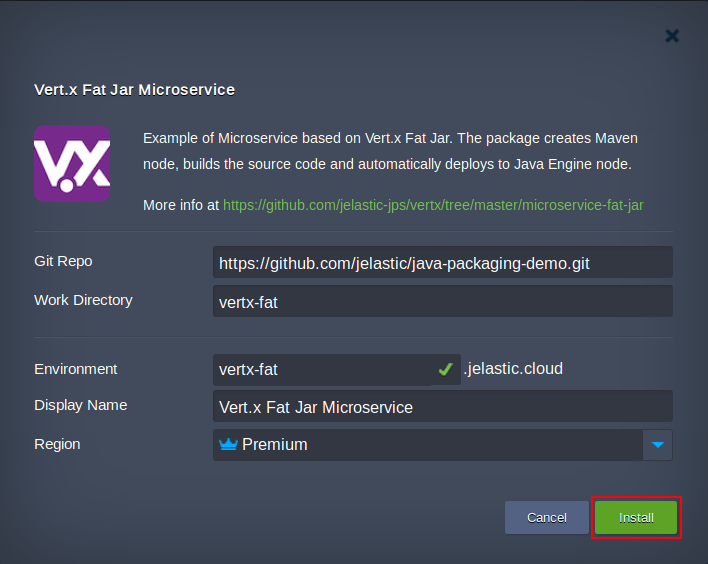 Vert.x Fat Jar Microservice
V.X
Example of Microservice based on Vert.x Fat Jar. The package creates Maven
node, builds the source code and automatically deploys to Java Engine node.
More info at https://github.com/jelastic-jps/vertx/tree/master/microservice-fat-jar
Git Repo https://github.com/jelastic/java-packaging-demo.git
Work Directory vertx-fat
Environment vertx-fat .jelastic.cloud
Display Name Vert.x Fat Jar Microservice
Region Premium
Cancel Install